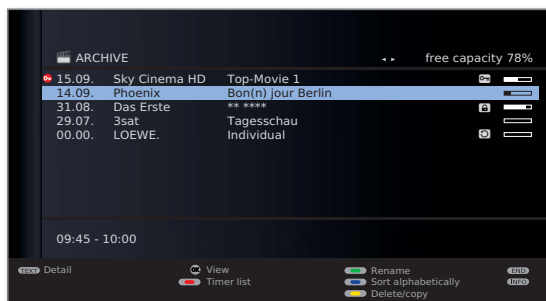 ARCHIVE free capacity 78%
15.09. Sky Cinema HD Top-Movie 1
14.09. Phoenix Bon(n) jour Berlin
31.08. Das Erste ** ****
29.07. 3sat Tagesschau
00.00. LOEWE. Individual
09:45 - 10:00
TEXT Detail OK View Rename END
Timer list Sort alphabetically INFO
Delete/copy